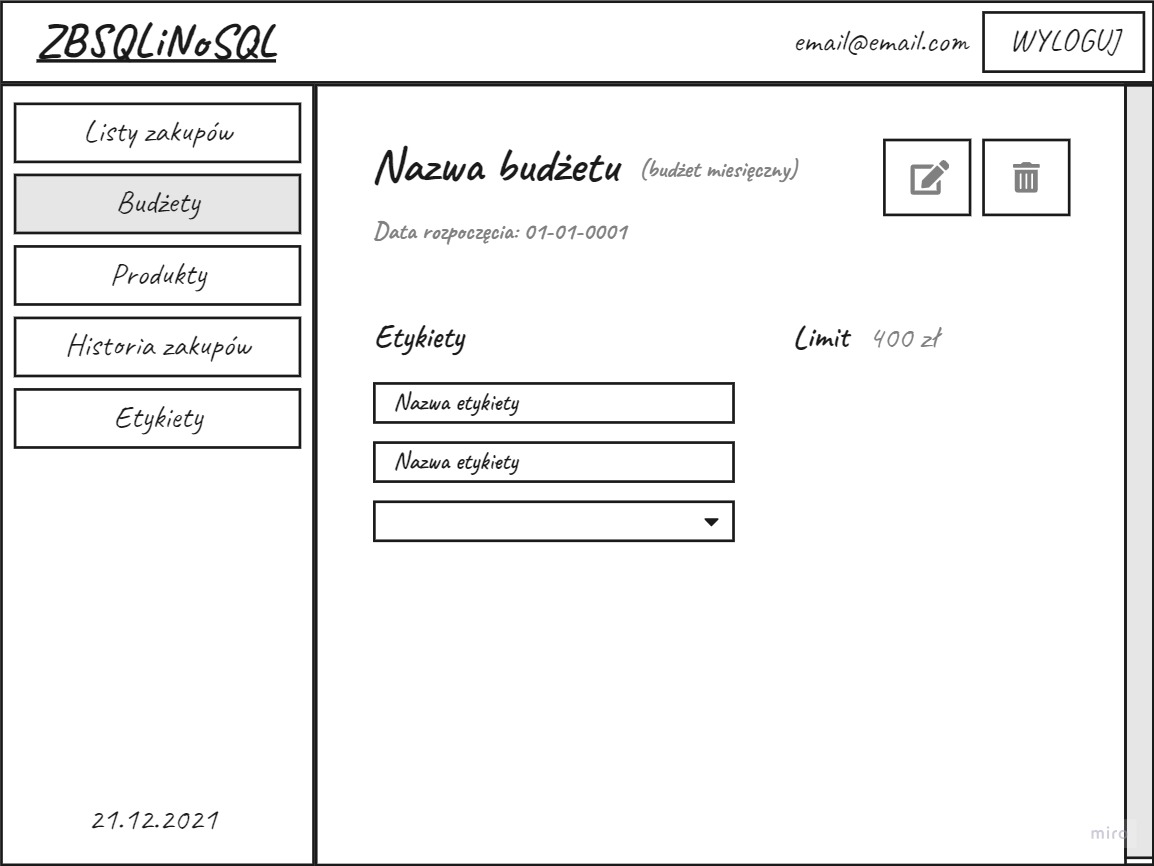 ZBSQLiNoSQL
email@email.com
WYLOGUJ
Listy zakupów
Budżety
Produkty
Historia zakupów
Etykiety
21.12.2021
Nazwa budżetu (budżet miesięczny)
Data rozpoczęcia: 01-01-0001
Etykiety
Limit 400 zł
Nazwa etykiety
Nazwa etykiety
miro